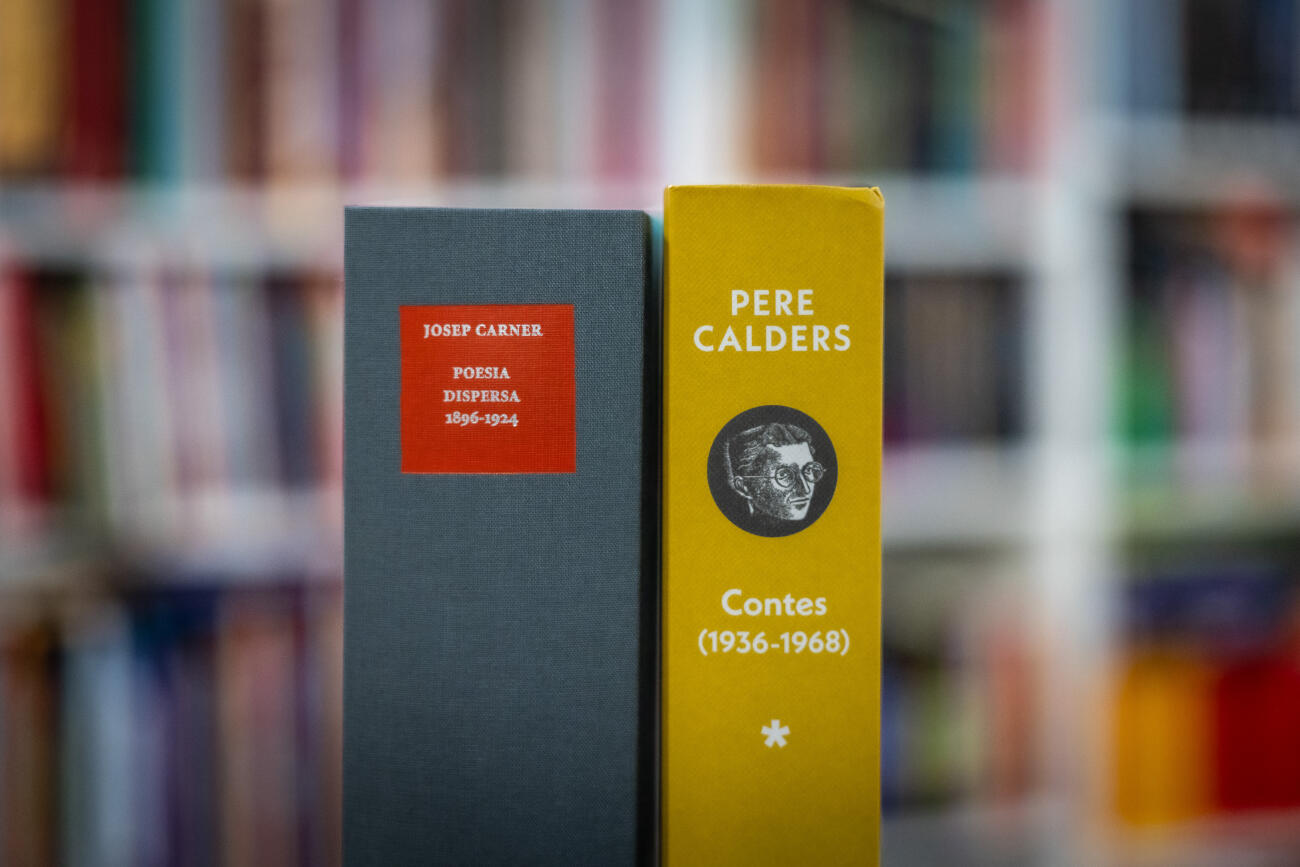 JOSEP CARNER
POESIA
DISPERSA
1896-1924
PERE
CALDERS
Contes
(1936-1968)
*